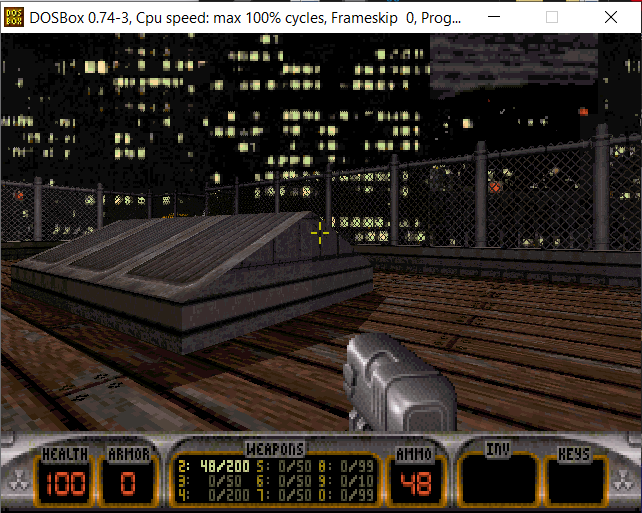 DOS BOX
DOSBox 0.74-3, Cpu speed: max 100% cycles, Frameskip 0, Prog...
HEALTH ARMOR WEAPONS AMMO INV KEYS
100 0 2: 48/200 5: 0/50 8: 0/99 48
3: 0/50 6: 0/50 9: 0/10
4: 0/200 7: 0/50 0: 0/99